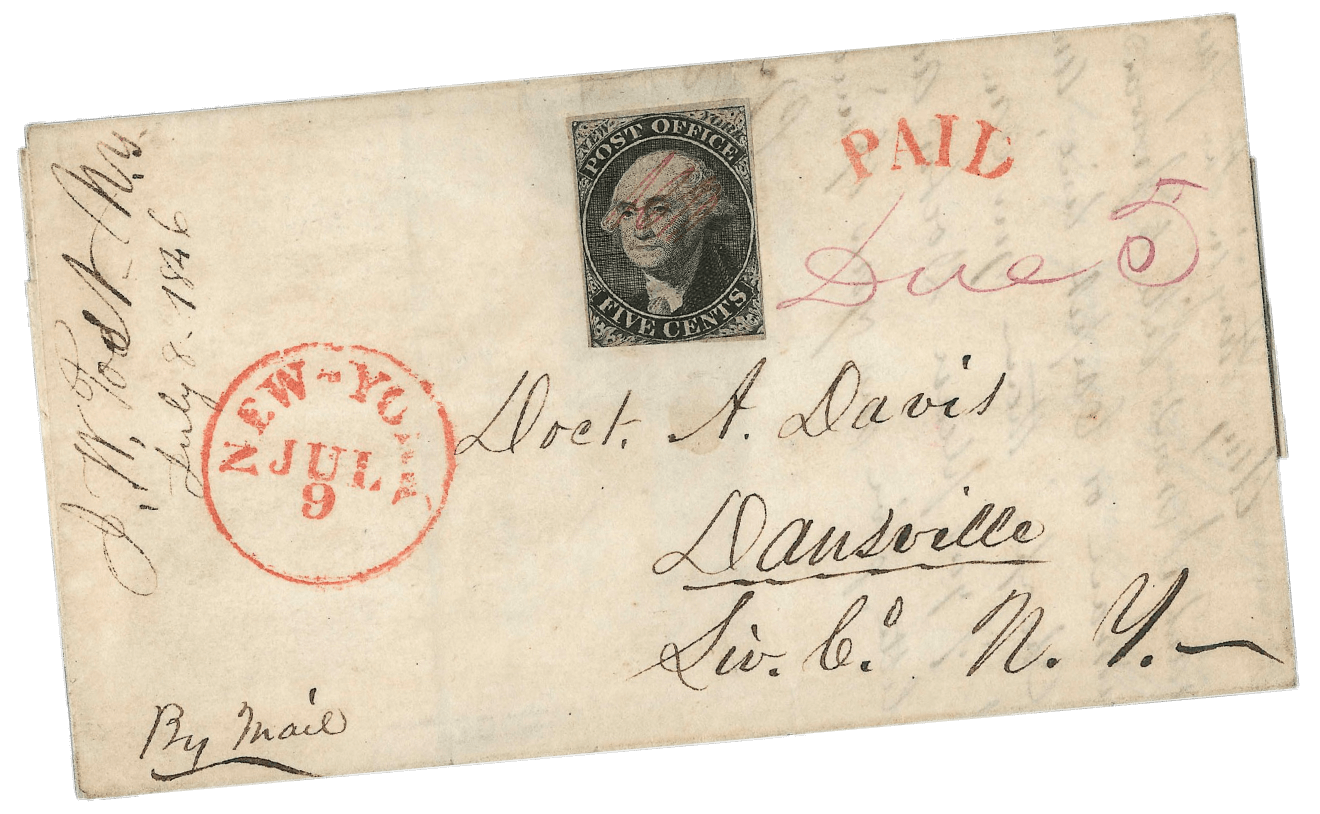 J. W. Post
July 8 - 1846
NEW-YORK
POST OFFICE
FIVE CENTS
PAID
Due 5
NEW-YORK
JUL
9
Doct. A. Davis
Dansville
Liv. Co. N. Y.
By Mail